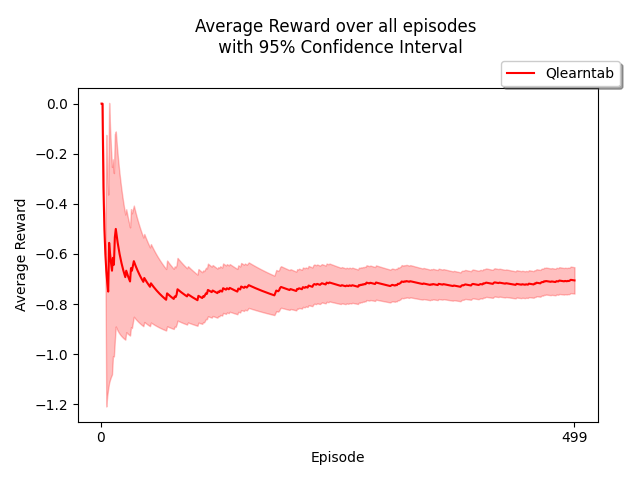 Average Reward over all episodes
with 95% Confidence Interval
Qlearntab
0.0
−0.2
−0.4
−0.6
−0.8
−1.0
−1.2
Average Reward
0
499
Episode